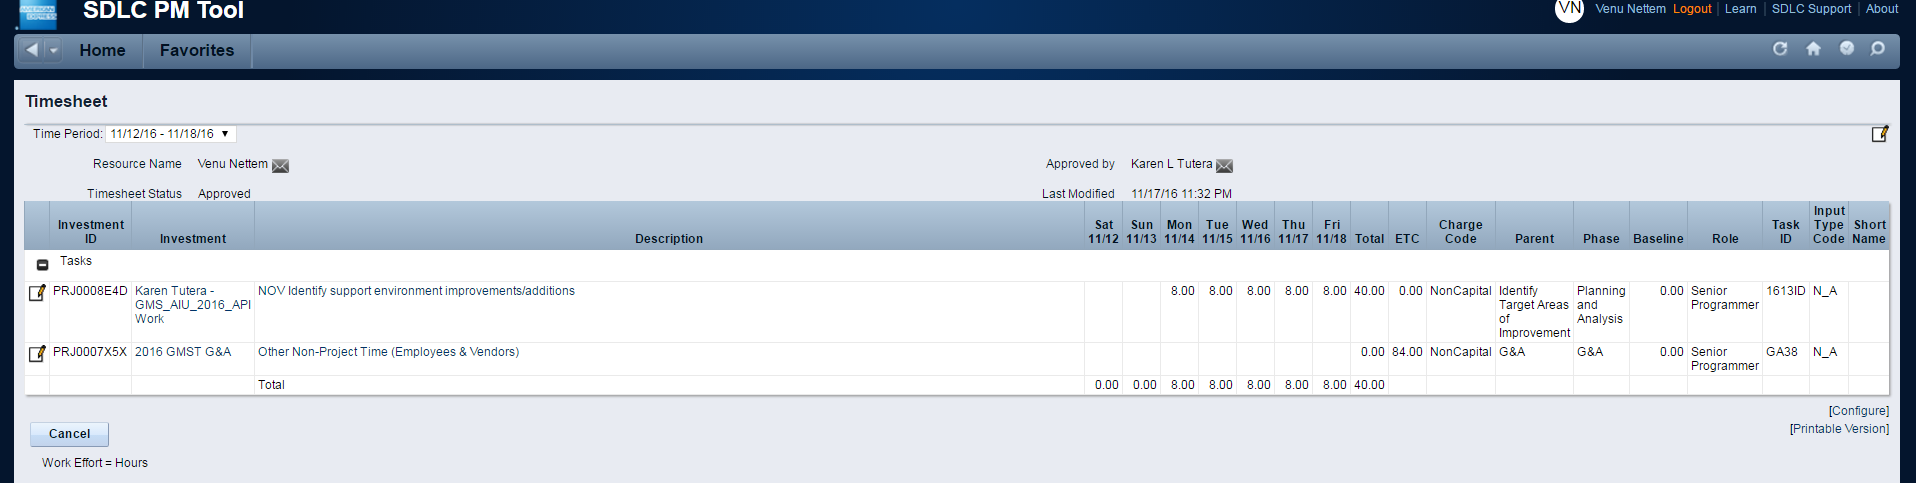 AMERICAN EXPRESS
SDLC PM Tool
VN Venu Nettem Logout | Learn | SDLC Support | About
Home Favorites
Timesheet
Time Period: 11/12/16 - 11/18/16
Resource Name Venu Nettem Approved by Karen L Tutera
Timesheet Status Approved Last Modified 11/17/16 11:32 PM
Investment ID Investment Description Sat 11/12 Sun 11/13 Mon 11/14 Tue 11/15 Wed 11/16 Thu 11/17 Fri 11/18 Total ETC Charge Code Parent Phase Baseline Role Task ID Input Type Code Short Name
Tasks
PRJ0008E4D Karen Tutera - GMS_AIU_2016_API Work NOV Identify support environment improvements/additions 8.00 8.00 8.00 8.00 8.00 40.00 0.00 NonCapital Identify Target Areas of Improvement Planning and Analysis 0.00 Senior Programmer 1613ID N_A
PRJ0007X5X 2016 GMST G&A Other Non-Project Time (Employees & Vendors) 0.00 84.00 NonCapital G&A G&A 0.00 Senior Programmer GA38 N_A
Total 0.00 0.00 8.00 8.00 8.00 8.00 8.00 40.00
[Configure]
Cancel
[Printable Version]
Work Effort = Hours